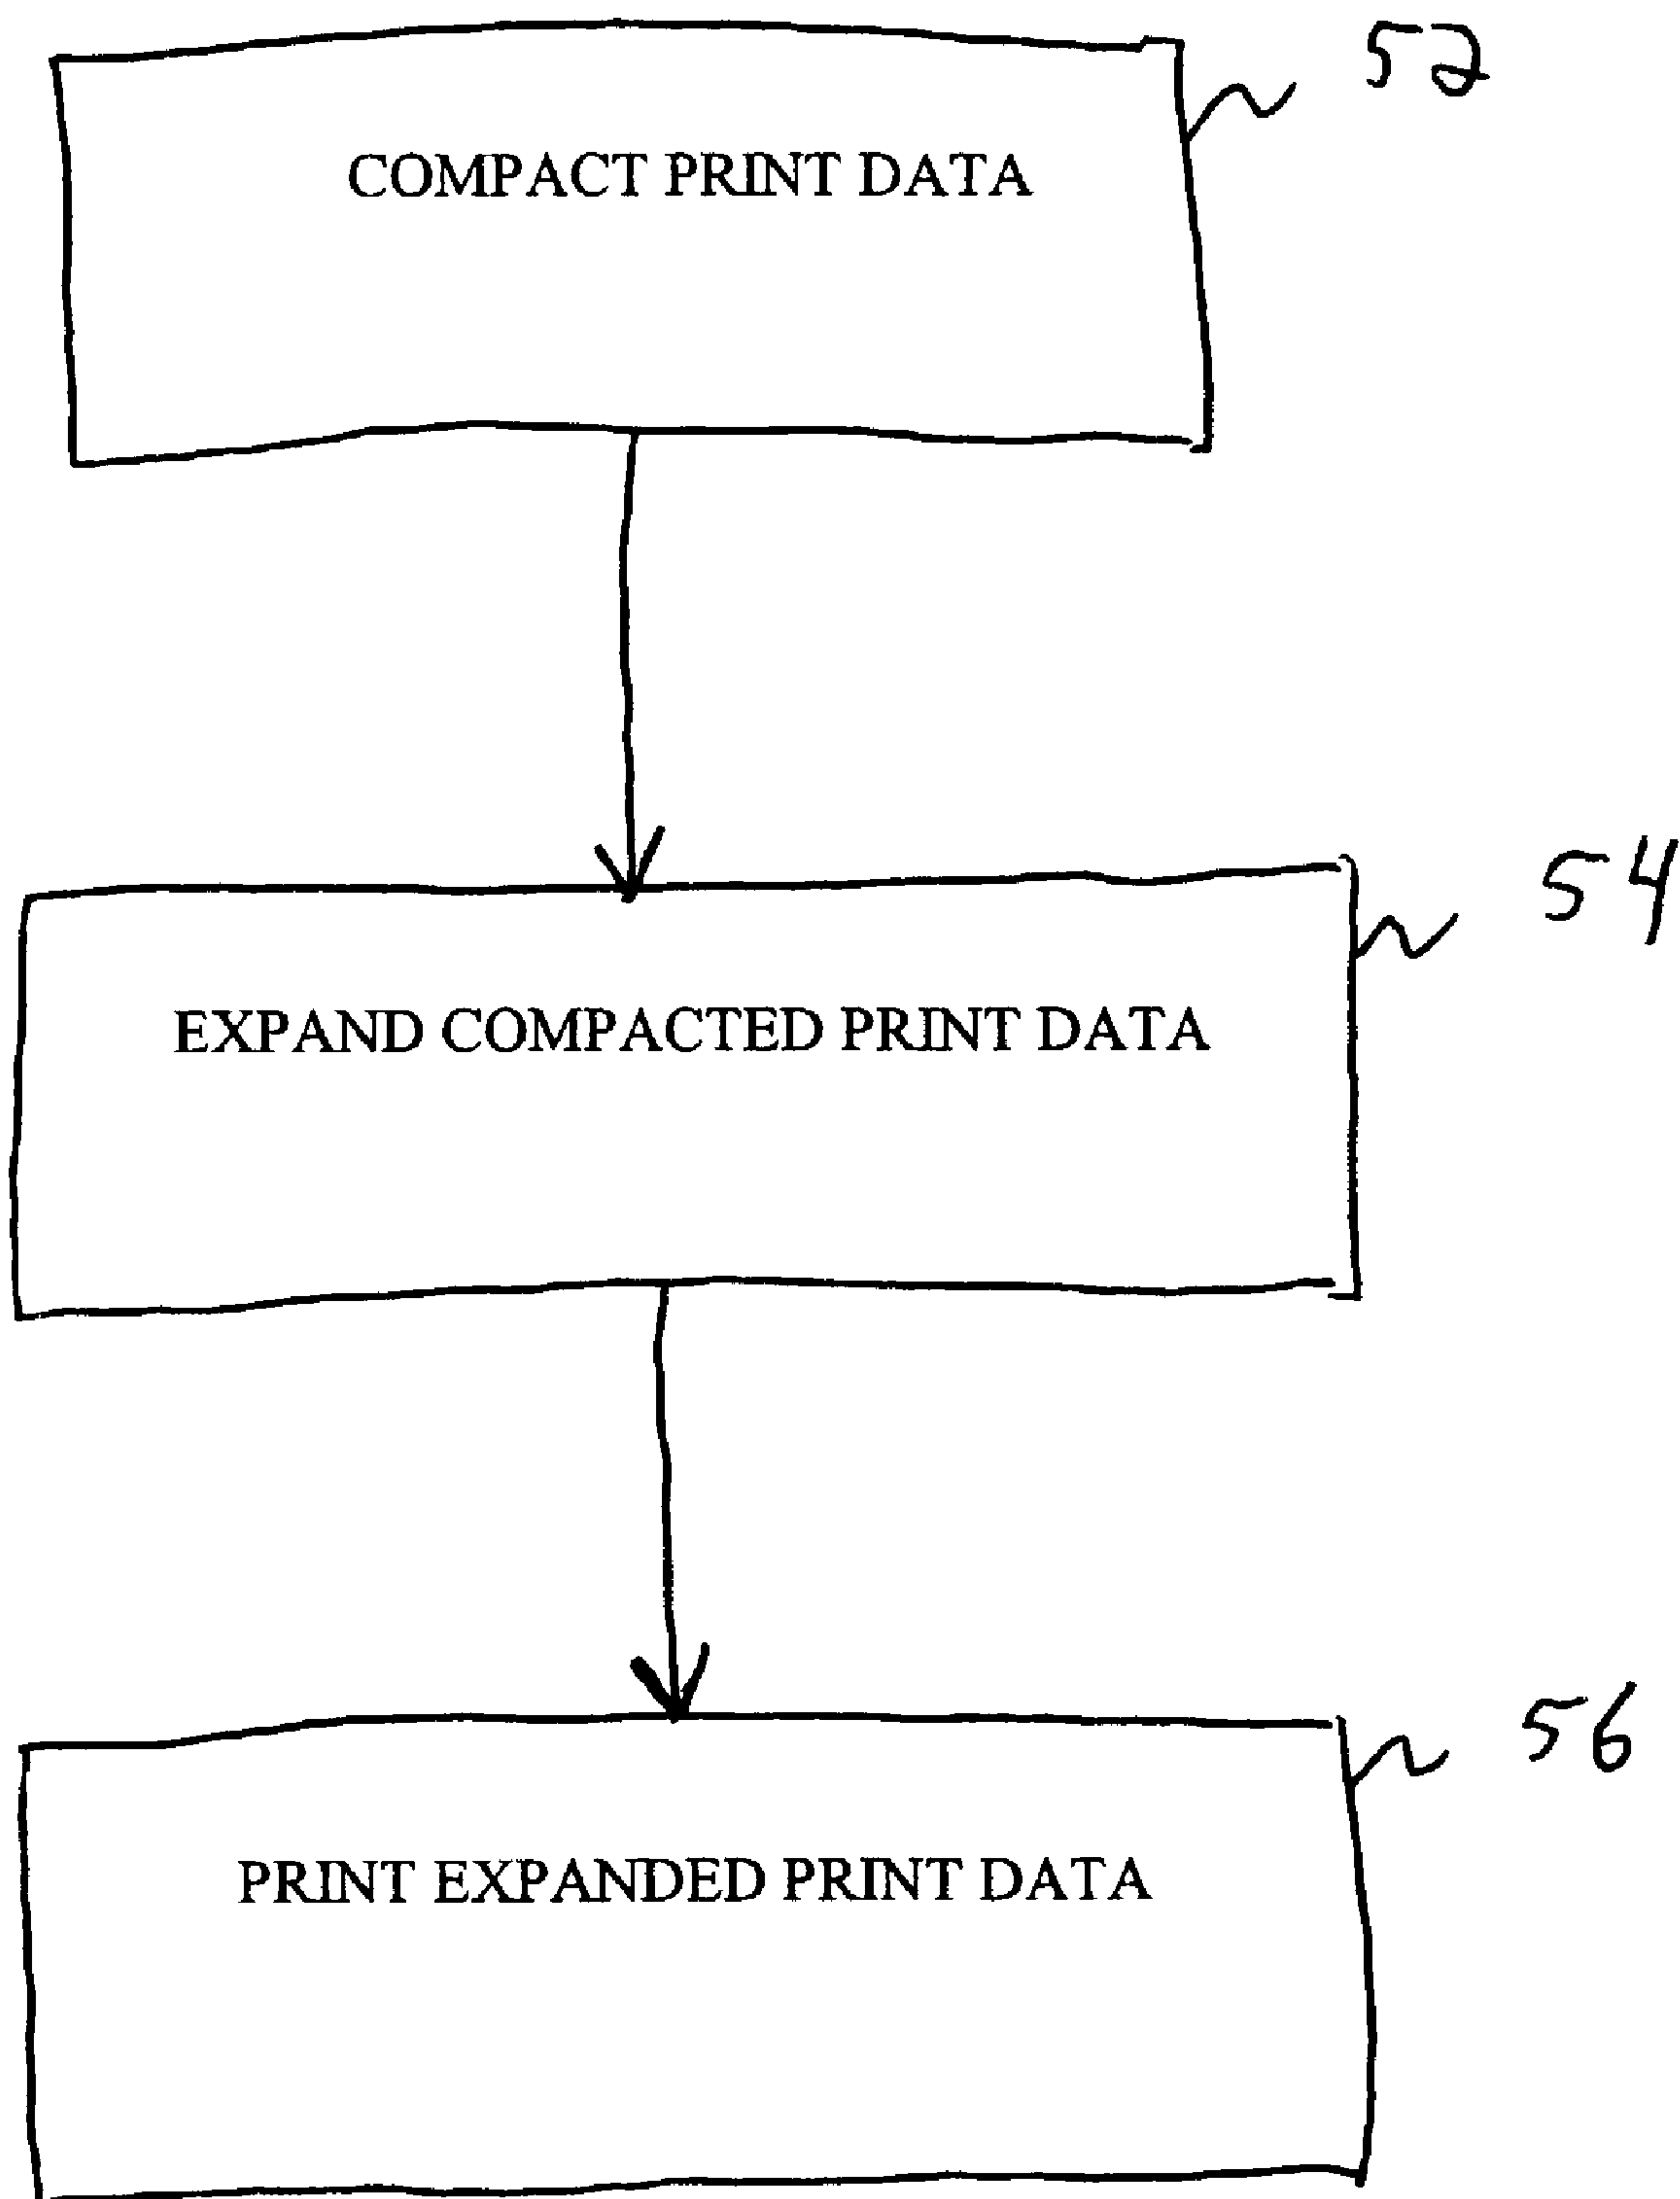 52
COMPACT PRINT DATA
54
EXPAND COMPACTED PRINT DATA
56
PRINT EXPANDED PRINT DATA